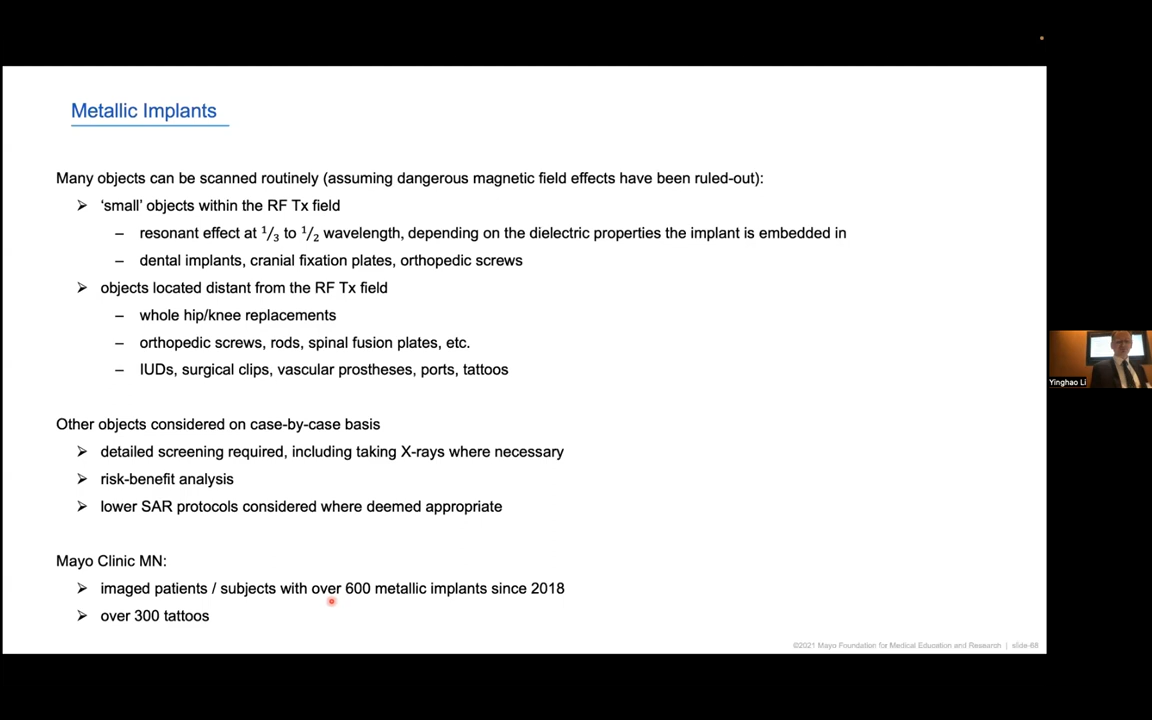 Metallic Implants
Many objects can be scanned routinely (assuming dangerous magnetic field effects have been ruled-out):
➢ ‘small’ objects within the RF Tx field
– resonant effect at 1/3 to 1/2 wavelength, depending on the dielectric properties the implant is embedded in
– dental implants, cranial fixation plates, orthopedic screws
➢ objects located distant from the RF Tx field
– whole hip/knee replacements
– orthopedic screws, rods, spinal fusion plates, etc.
– IUDs, surgical clips, vascular prostheses, ports, tattoos
Other objects considered on case-by-case basis
➢ detailed screening required, including taking X-rays where necessary
➢ risk-benefit analysis
➢ lower SAR protocols considered where deemed appropriate
Mayo Clinic MN:
➢ imaged patients / subjects with over 600 metallic implants since 2018
➢ over 300 tattoos
©2021 Mayo Foundation for Medical Education and Research | slide-68
Yinghao Li